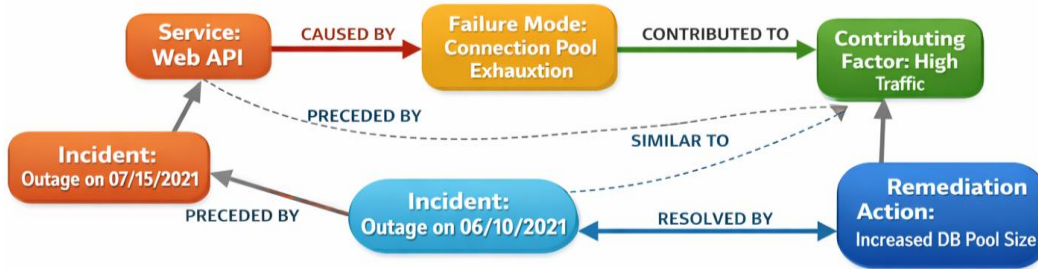 Service:
Web API
CAUSED BY
Failure Mode:
Connection Pool
Exhauxtion
CONTRIBUTED TO
Contributing
Factor: High
Traffic
PRECEDED BY
SIMILAR TO
Incident:
Outage on 07/15/2021
PRECEDED BY
Incident:
Outage on 06/10/2021
RESOLVED BY
Remediation
Action:
Increased DB Pool Size